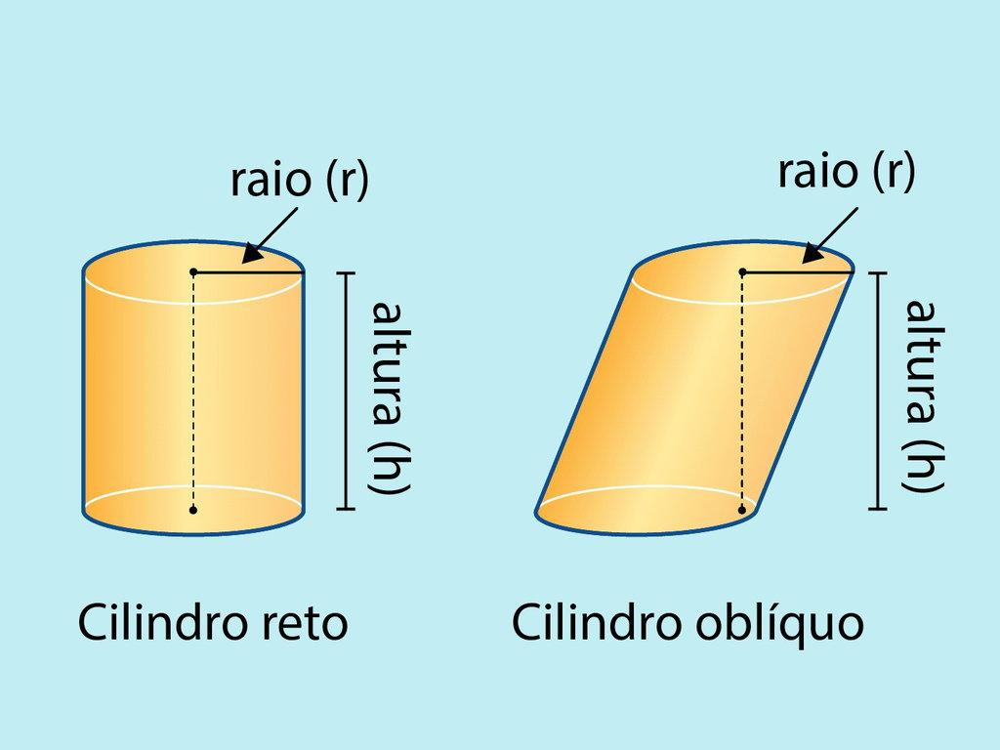 raio (r)
altura (h)
Cilindro reto
raio (r)
altura (h)
Cilindro oblíquo